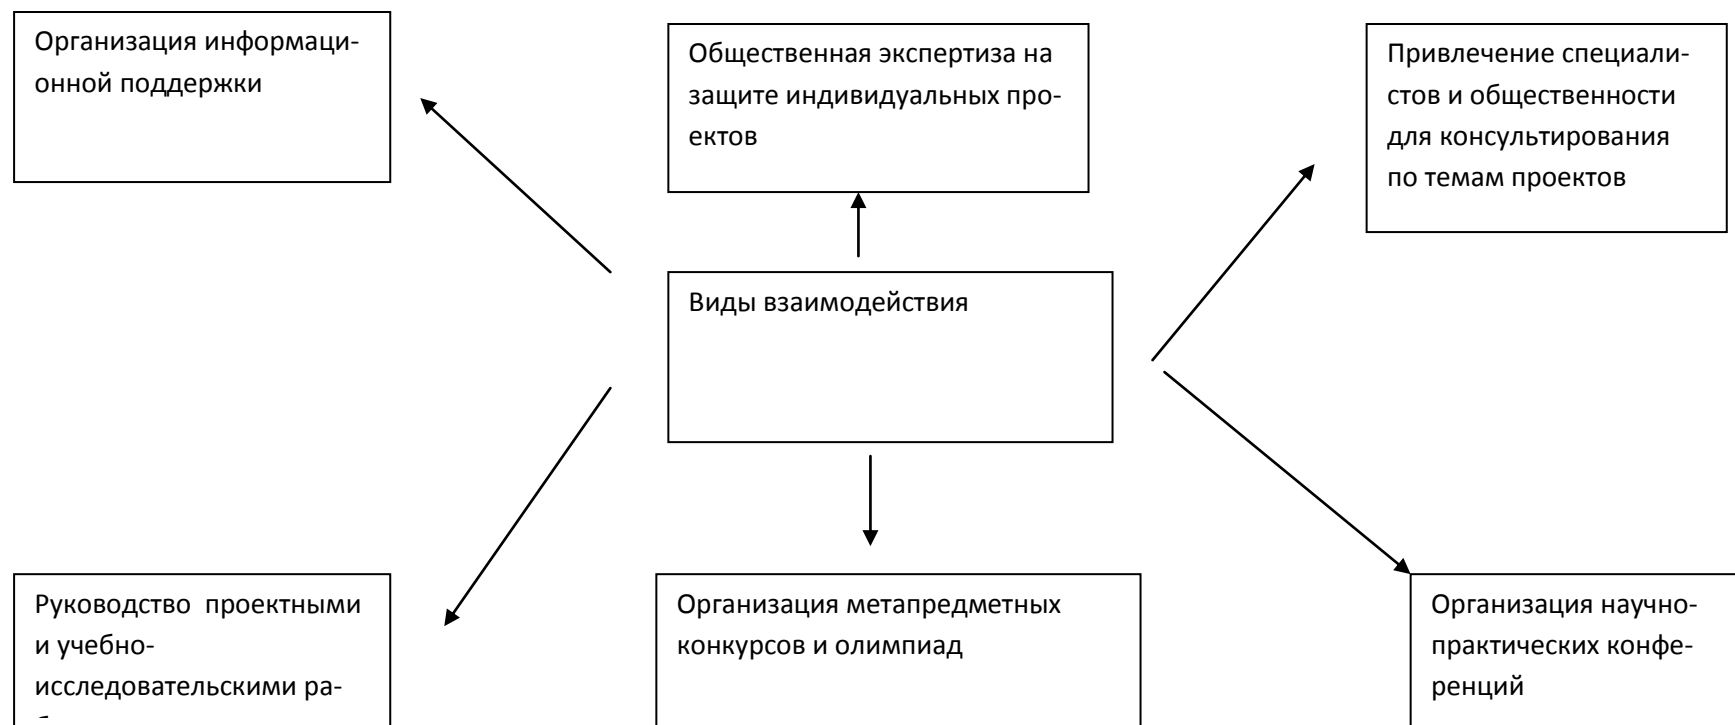 Организация информаци-
онной поддержки
Общественная экспертиза на
защите индивидуальных про-
ектов
Привлечение специали-
стов и общественности
для консультирования
по темам проектов
Виды взаимодействия
Руководство  проектными
и учебно-
исследовательскими ра-
Организация метапредметных
конкурсов и олимпиад
Организация научно-
практических конфе-
ренций